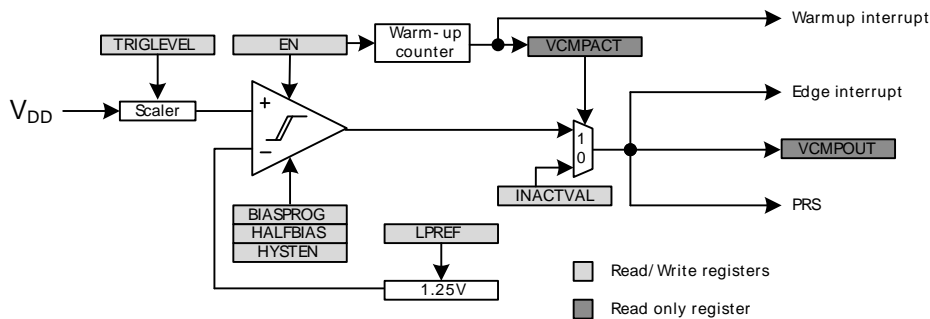 Warmup interrupt
TRIGLEVEL
EN
Warm-up
counter
VCMPACT
VDD
Scaler
+
−
1
0
Edge interrupt
VCMPOUT
INACTVAL
PRS
BIASPROG
HALFBIAS
HYSTEN
LPREF
1.25V
Read/Write registers
Read only register